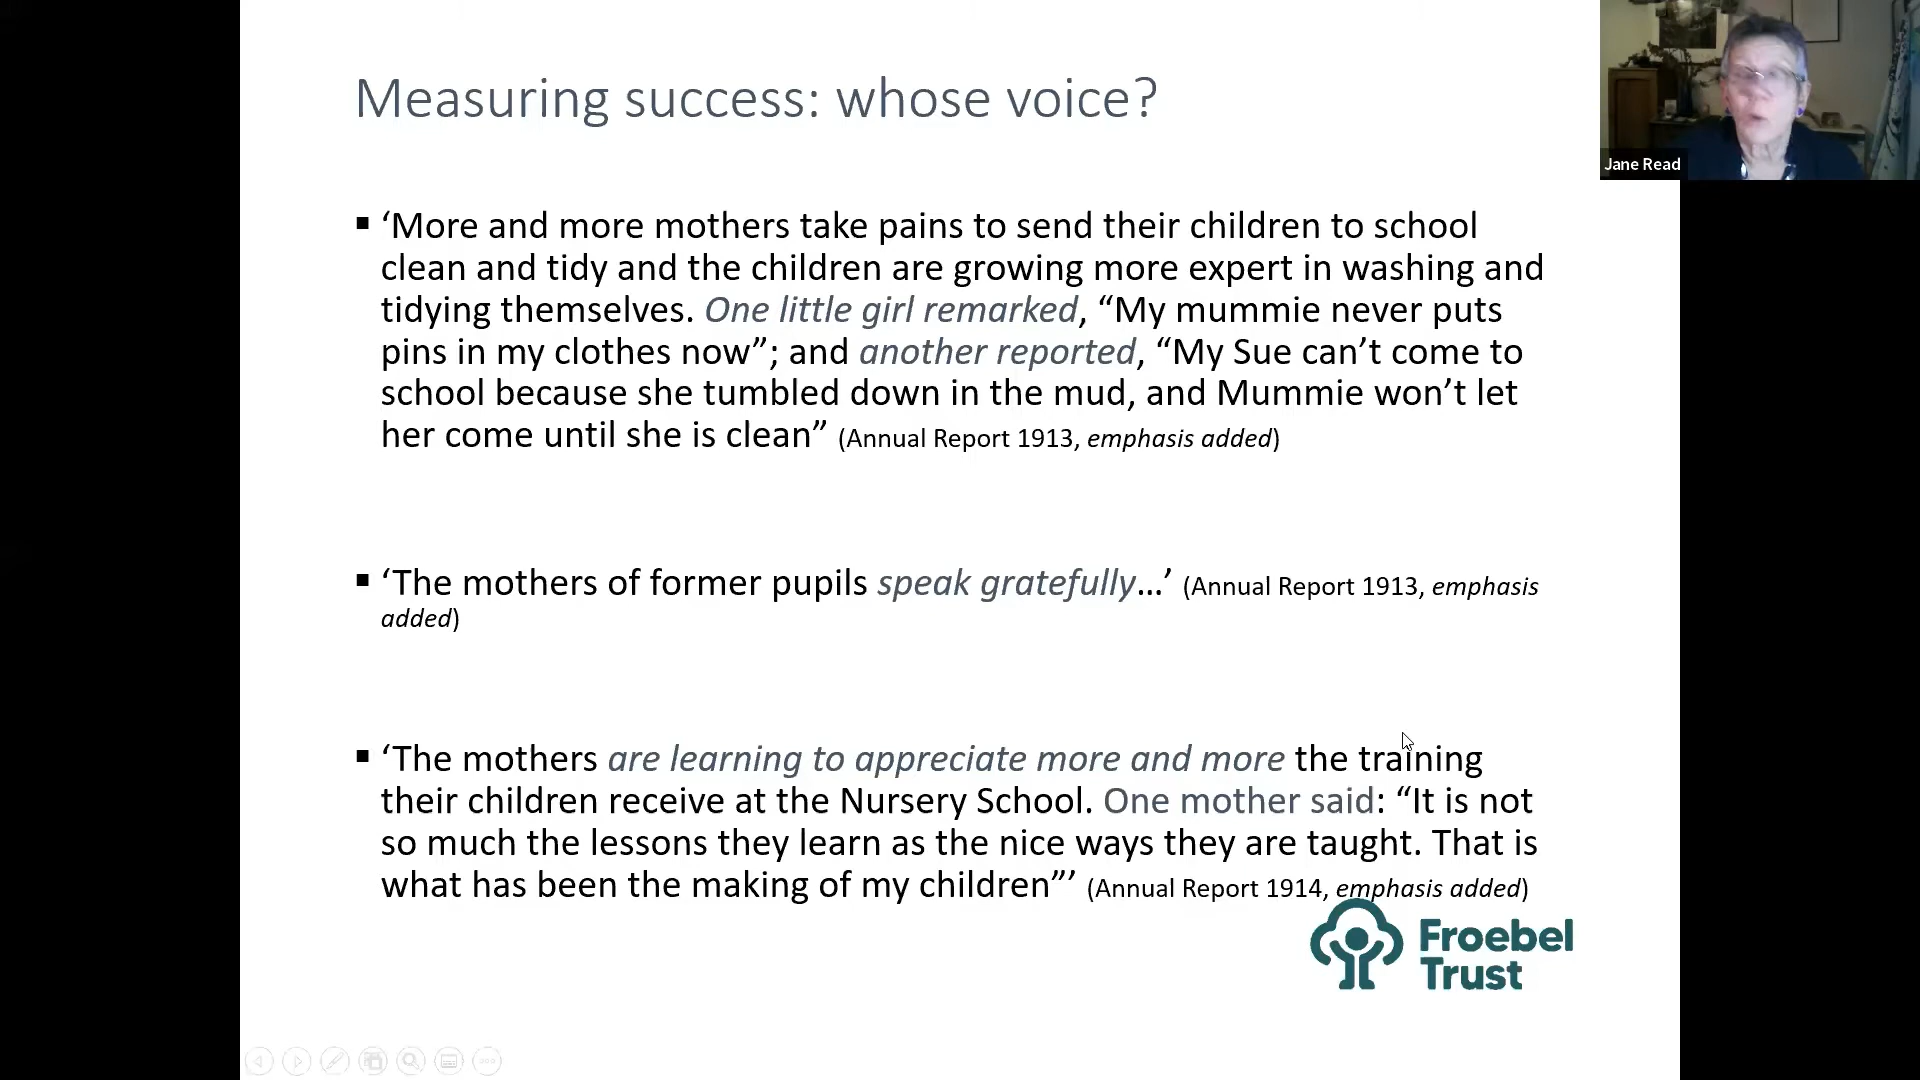 Measuring success: whose voice?
Jane Read
▪ ‘More and more mothers take pains to send their children to school
clean and tidy and the children are growing more expert in washing and
tidying themselves. One little girl remarked, “My mummie never puts
pins in my clothes now”; and another reported, “My Sue can’t come to
school because she tumbled down in the mud, and Mummie won’t let
her come until she is clean” (Annual Report 1913, emphasis added)
▪ ‘The mothers of former pupils speak gratefully…’ (Annual Report 1913, emphasis
added)
▪ ‘The mothers are learning to appreciate more and more the training
their children receive at the Nursery School. One mother said: “It is not
so much the lessons they learn as the nice ways they are taught. That is
what has been the making of my children”’ (Annual Report 1914, emphasis added)
Froebel
Trust